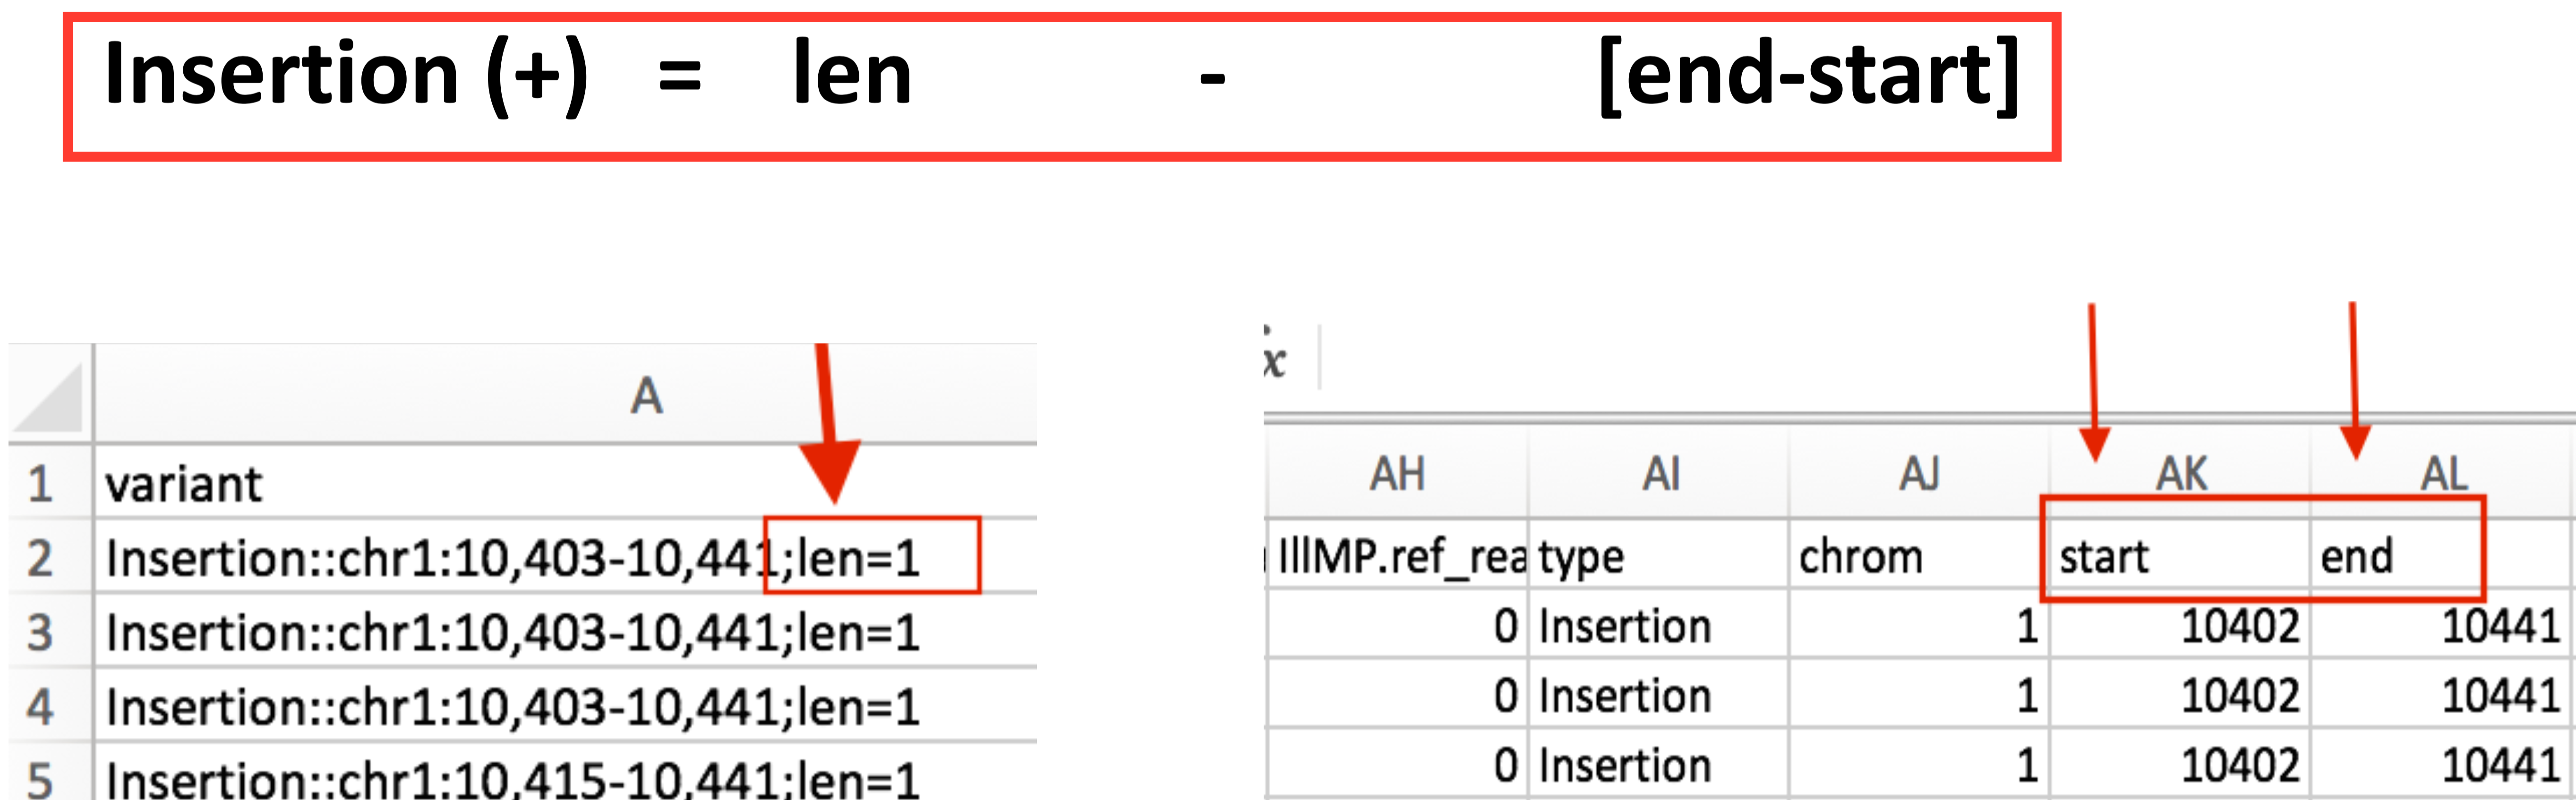 Insertion (+) = len - [end-start]
A
1 variant
2 Insertion::chr1:10,403-10,441;len=1
3 Insertion::chr1:10,403-10,441;len=1
4 Insertion::chr1:10,403-10,441;len=1
5 Insertion::chr1:10,415-10,441;len=1
x
AH AI AJ AK AL
IllMP.ref_rea type chrom start end
0 Insertion 1 10402 10441
0 Insertion 1 10402 10441
0 Insertion 1 10402 10441